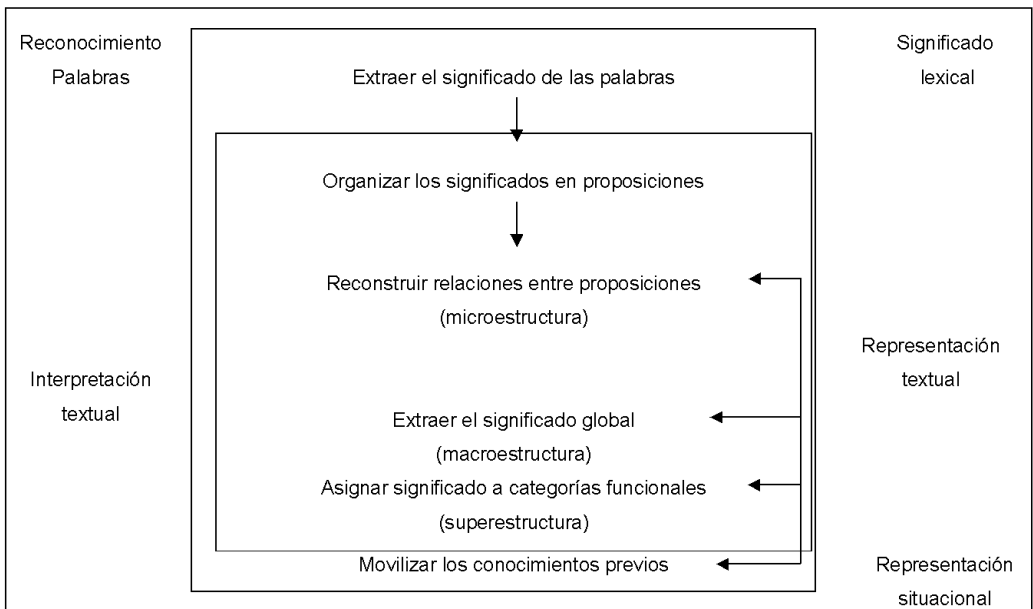 Reconocimiento
Palabras
Extraer el significado de las palabras
Significado
lexical
Organizar los significados en proposiciones
Reconstruir relaciones entre proposiciones
(microestructura)
Interpretación
textual
Representación
textual
Extraer el significado global
(macroestructura)
Asignar significado a categorías funcionales
(superestructura)
Movilizar los conocimientos previos
Representación
situacional